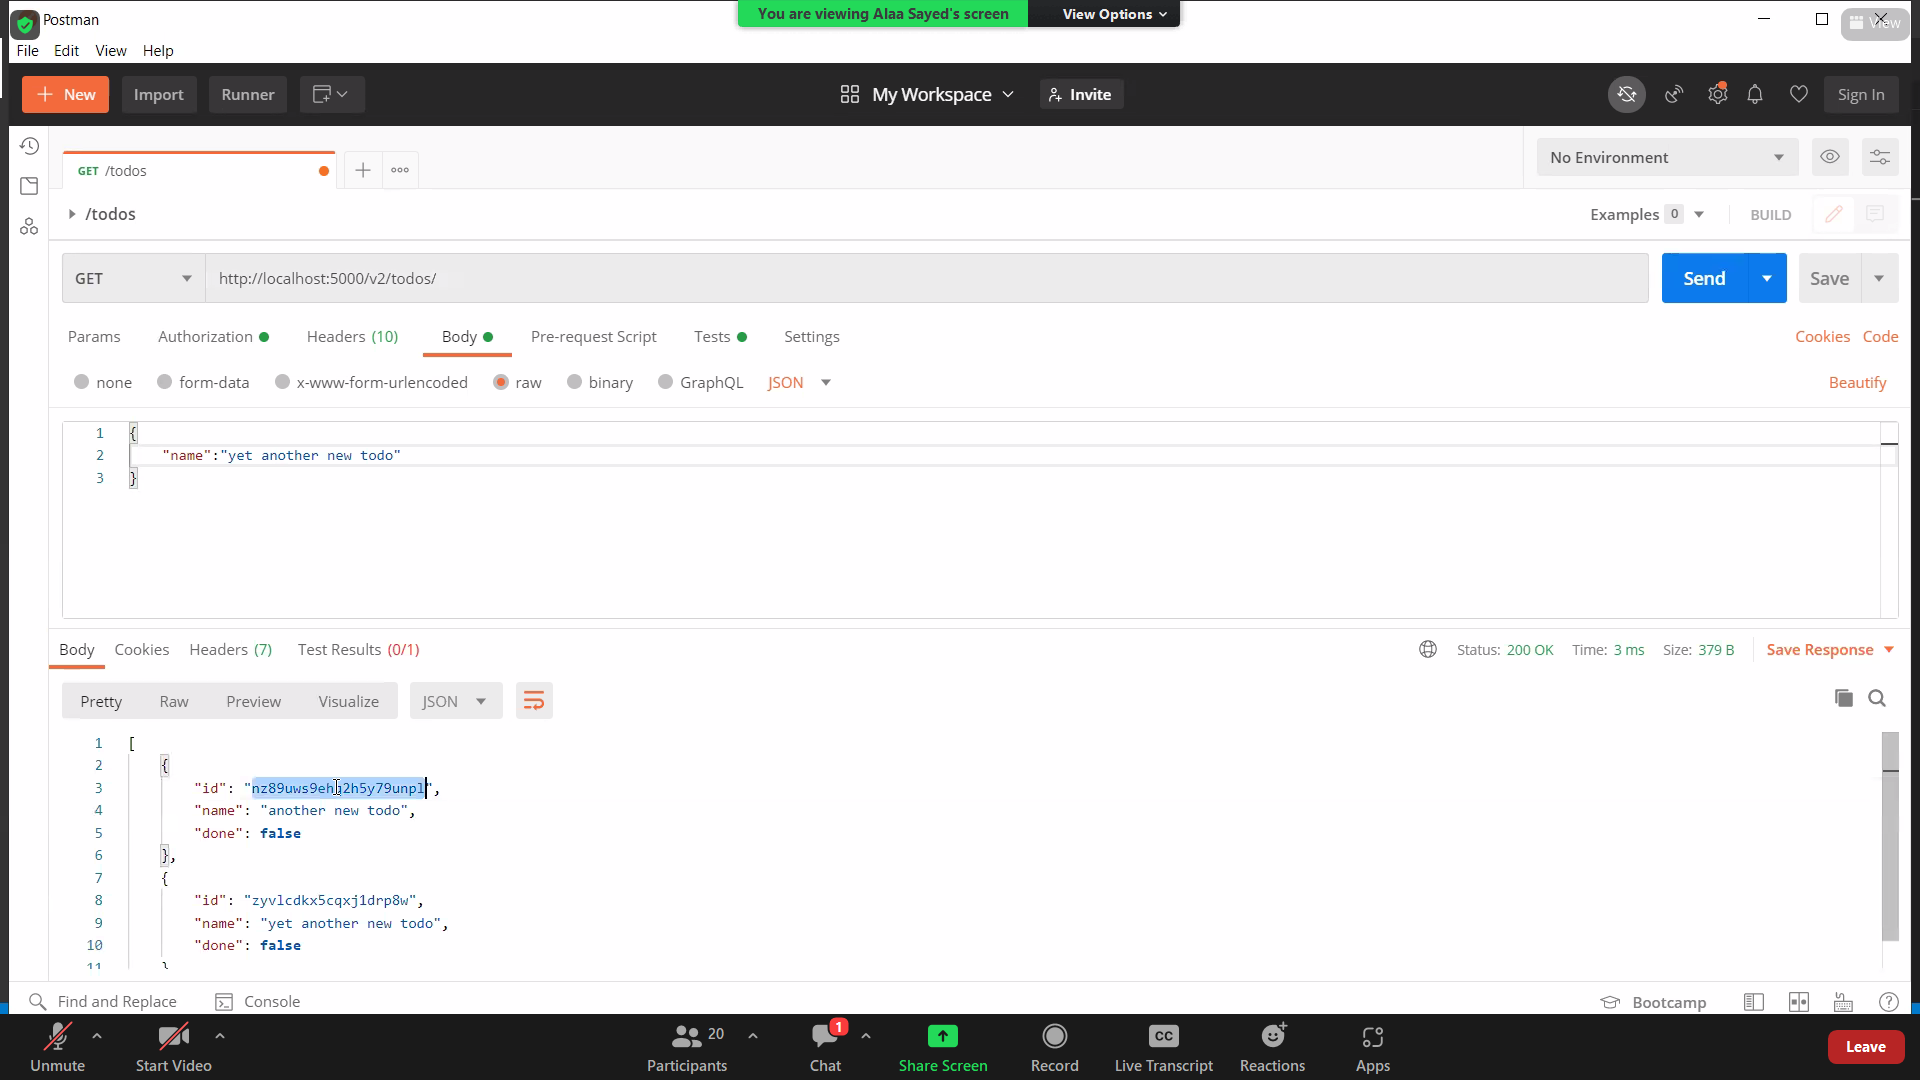 Postman
You are viewing Alaa Sayed's screen
View Options
View
File Edit View Help
New
Import
Runner
My Workspace
Invite
Sign In
GET /todos
No Environment
/todos
Examples 0
BUILD
GET
http://localhost:5000/v2/todos/
Send
Save
Params
Authorization
Headers (10)
Body
Pre-request Script
Tests
Settings
Cookies Code
none
form-data
x-www-form-urlencoded
raw
binary
GraphQL
JSON
Beautify
1 {
2 "name":"yet another new todo"
3 }
Body Cookies Headers (7) Test Results (0/1)
Status: 200 OK Time: 3 ms Size: 379 B
Save Response
Pretty Raw Preview Visualize
JSON
1 [
2 {
3 "id": " 2h5y79unpl",
4 "name": "another new todo",
5 "done": false
6 },
7 {
8 "id": "zyvlcdkx5cqxj1drp8w",
9 "name": "yet another new todo",
10 "done": false
11 }
Find and Replace
Console
Bootcamp
Unmute
Start Video
20
Participants
1
Chat
Share Screen
Record
CC
Live Transcript
Reactions
Apps
Leave